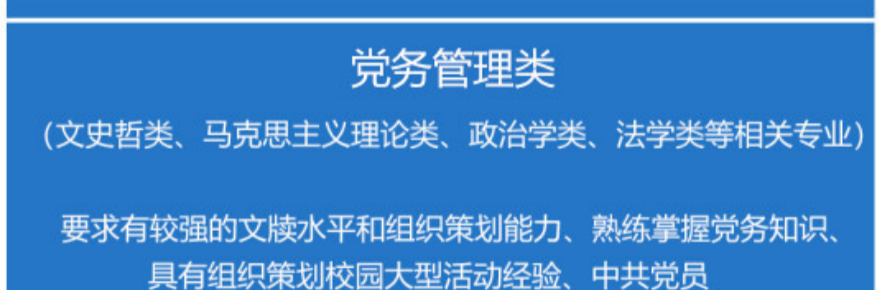 党务管理类
（文史哲类、马克思主义理论类、政治学类、法学类等相关专业）
要求有较强的文牍水平和组织策划能力、熟练掌握党务知识、
具有组织策划校园大型活动经验、中共党员